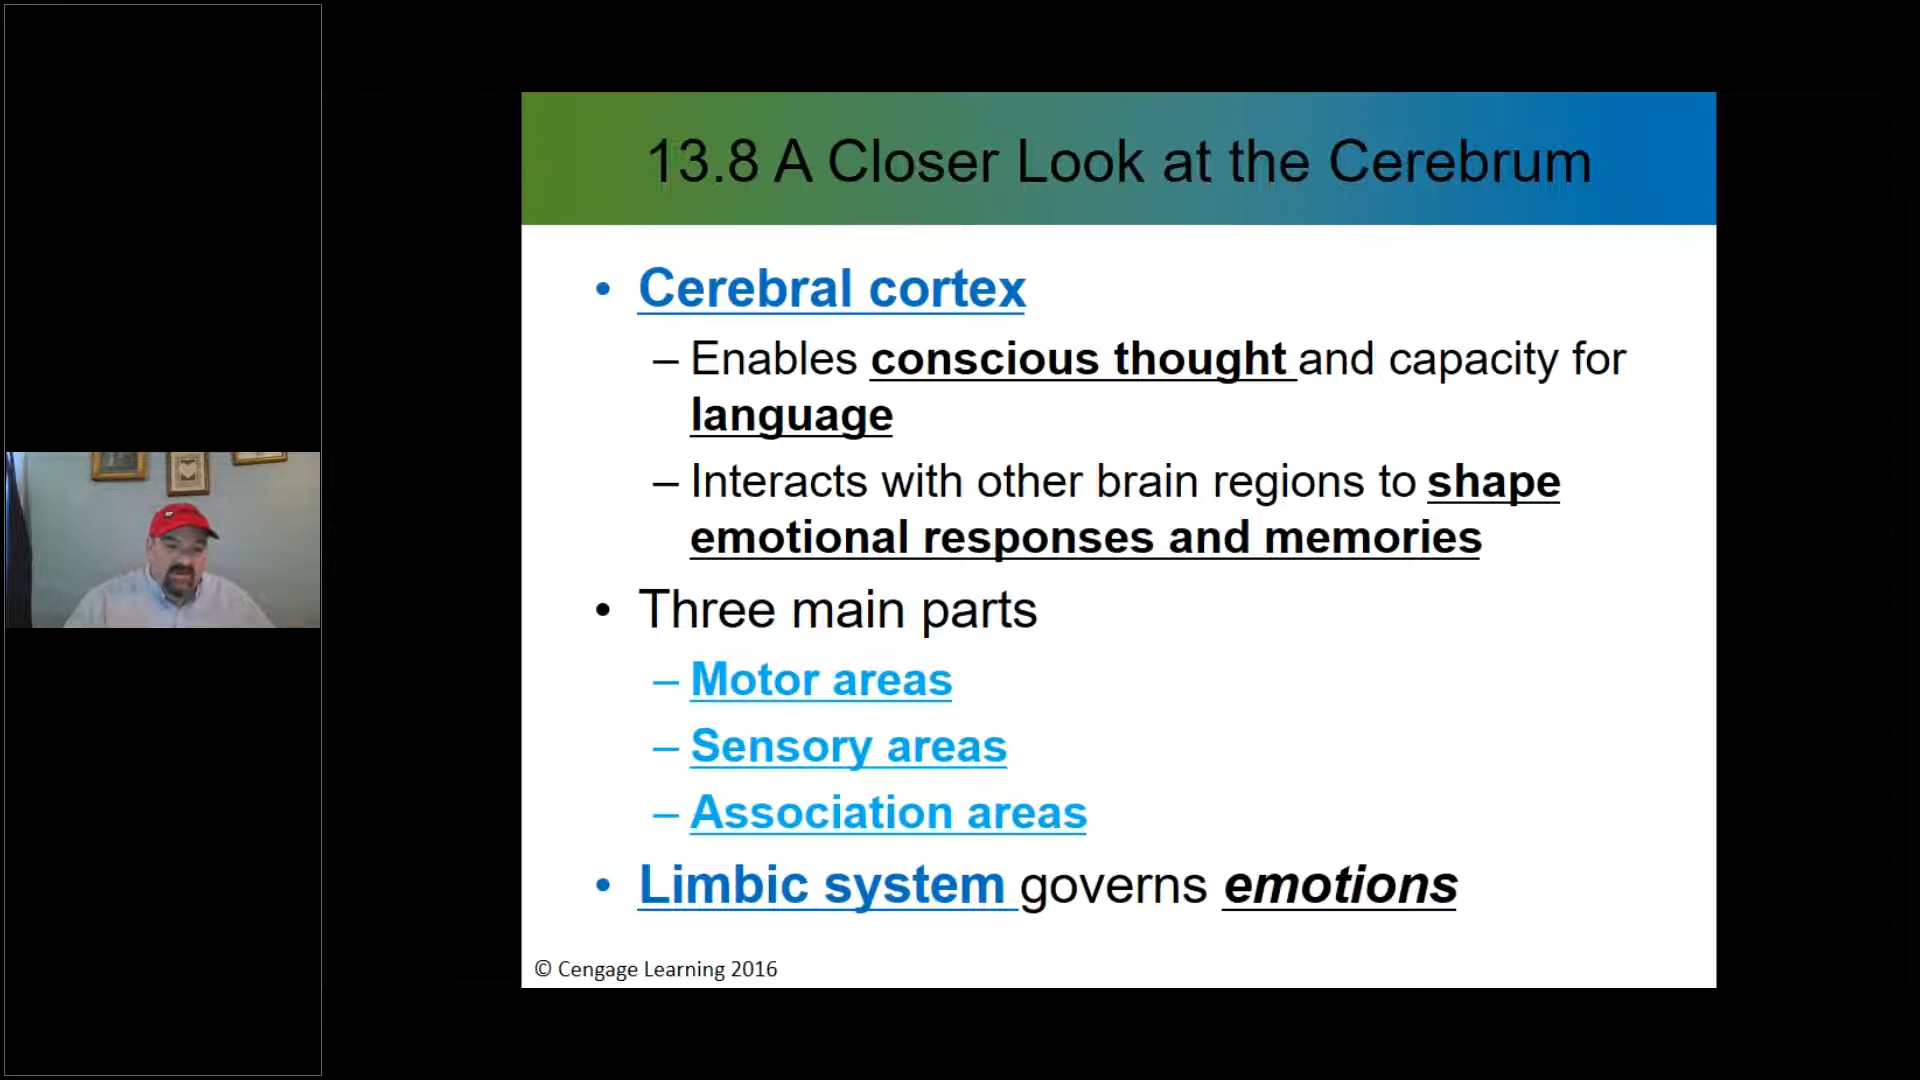 13.8 A Closer Look at the Cerebrum
• Cerebral cortex
– Enables conscious thought and capacity for
language
– Interacts with other brain regions to shape
emotional responses and memories
• Three main parts
– Motor areas
– Sensory areas
– Association areas
• Limbic system governs emotions
© Cengage Learning 2016